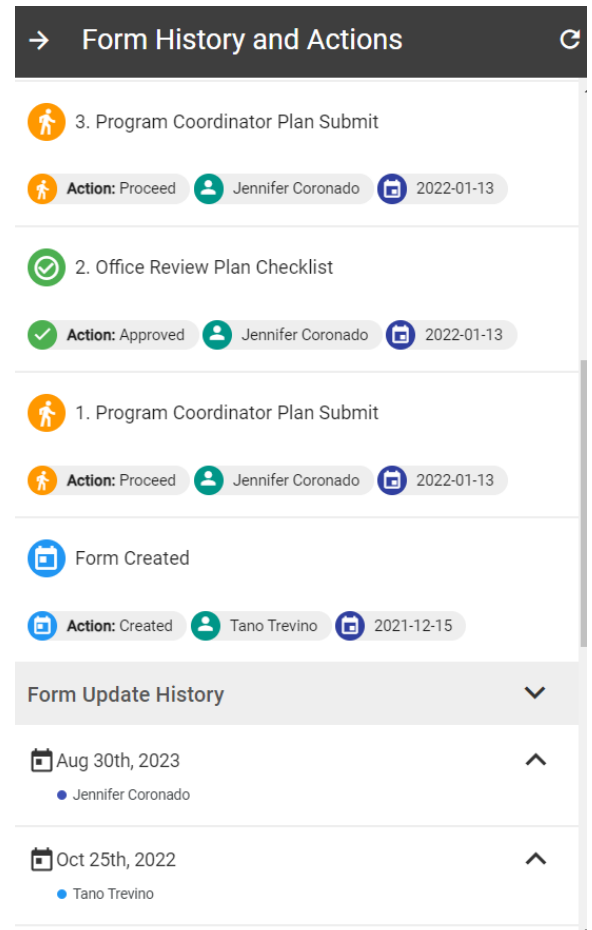 Form History and Actions
3. Program Coordinator Plan Submit
Action: Proceed Jennifer Coronado 2022-01-13
2. Office Review Plan Checklist
Action: Approved Jennifer Coronado 2022-01-13
1. Program Coordinator Plan Submit
Action: Proceed Jennifer Coronado 2022-01-13
Form Created
Action: Created Tano Trevino 2021-12-15
Form Update History
Aug 30th, 2023
Jennifer Coronado
Oct 25th, 2022
Tano Trevino